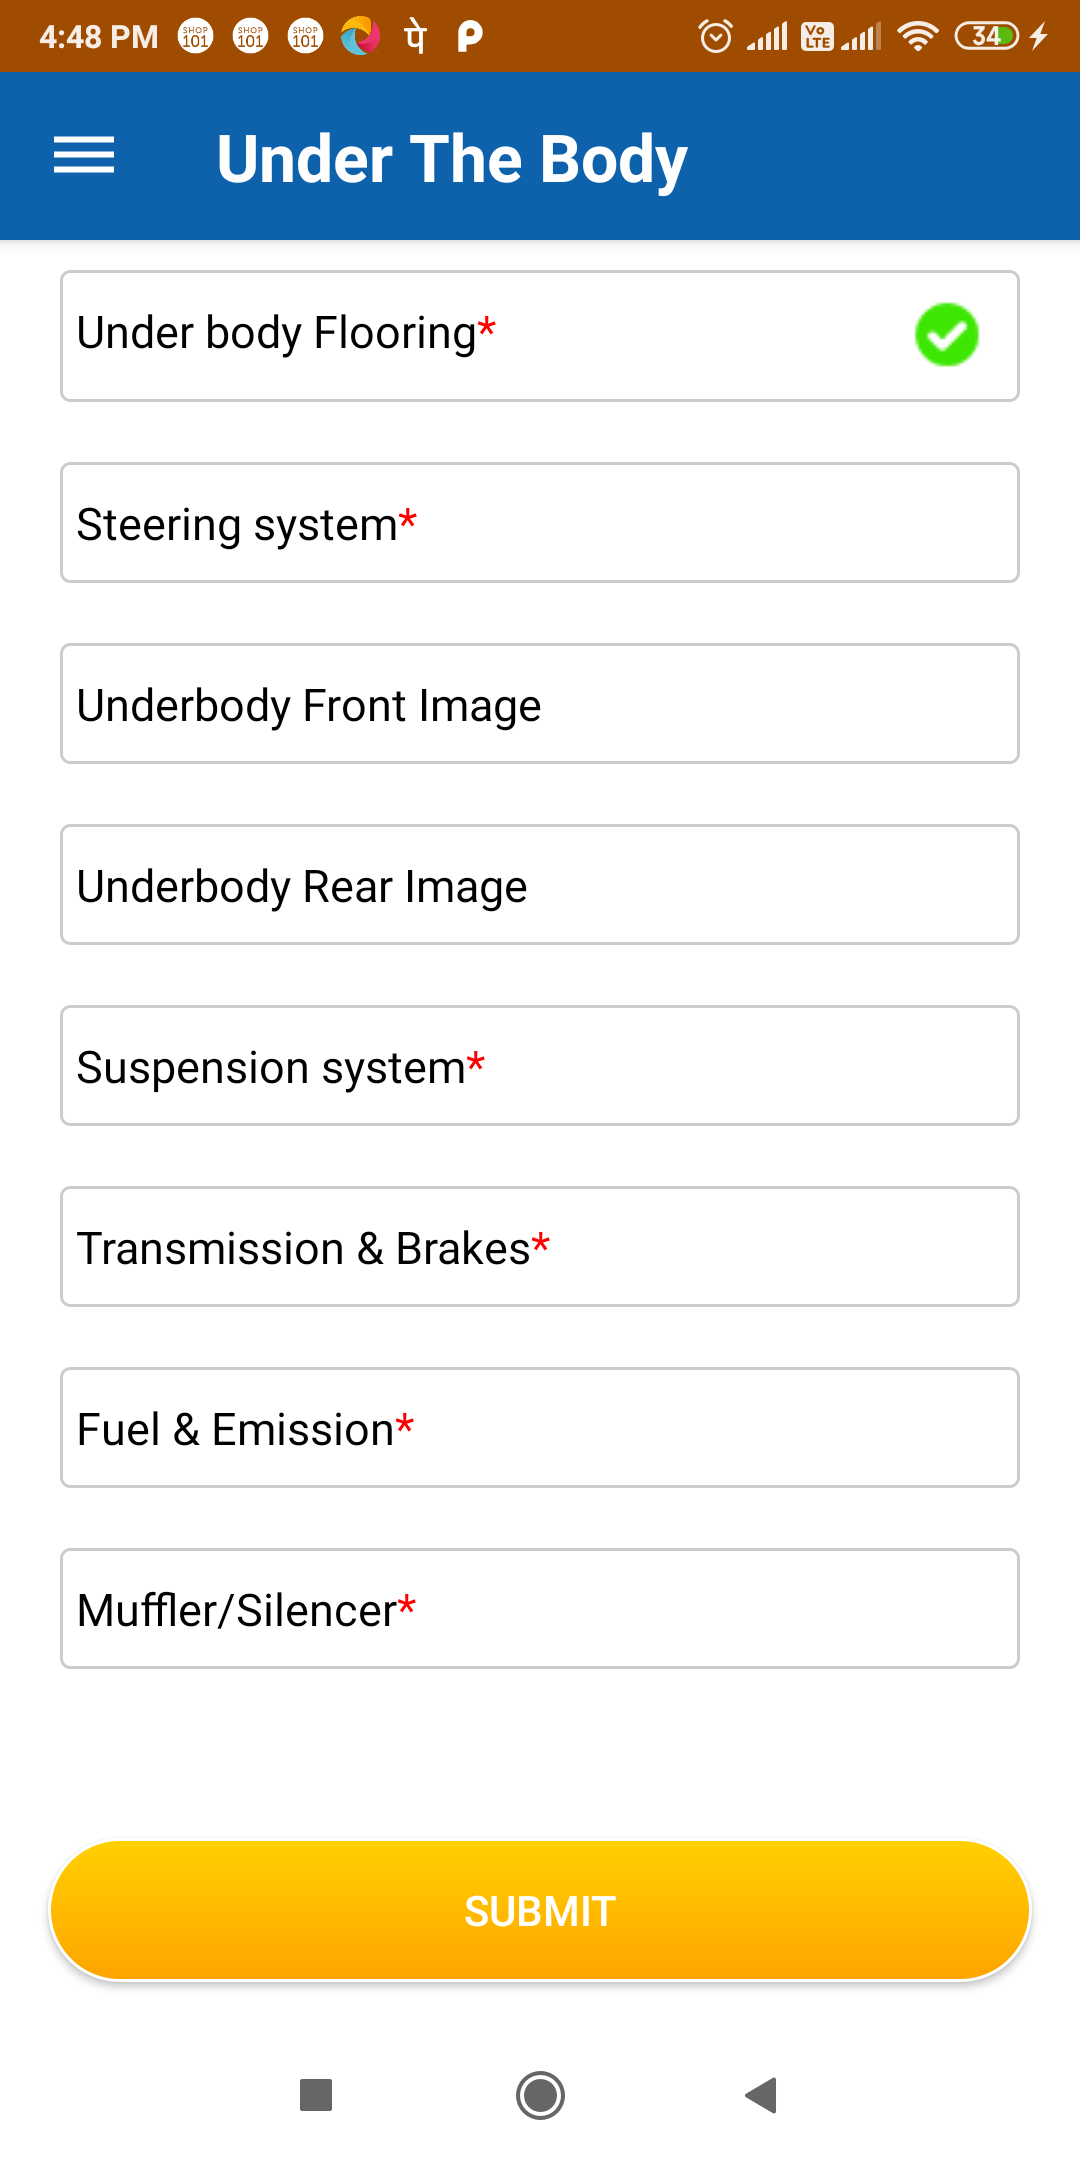 4:48 PM SHOP 101 SHOP 101 SHOP 101 पे P VO LTE 34
Under The Body
Under body Flooring*
Steering system*
Underbody Front Image
Underbody Rear Image
Suspension system*
Transmission & Brakes*
Fuel & Emission*
Muffler/Silencer*
SUBMIT